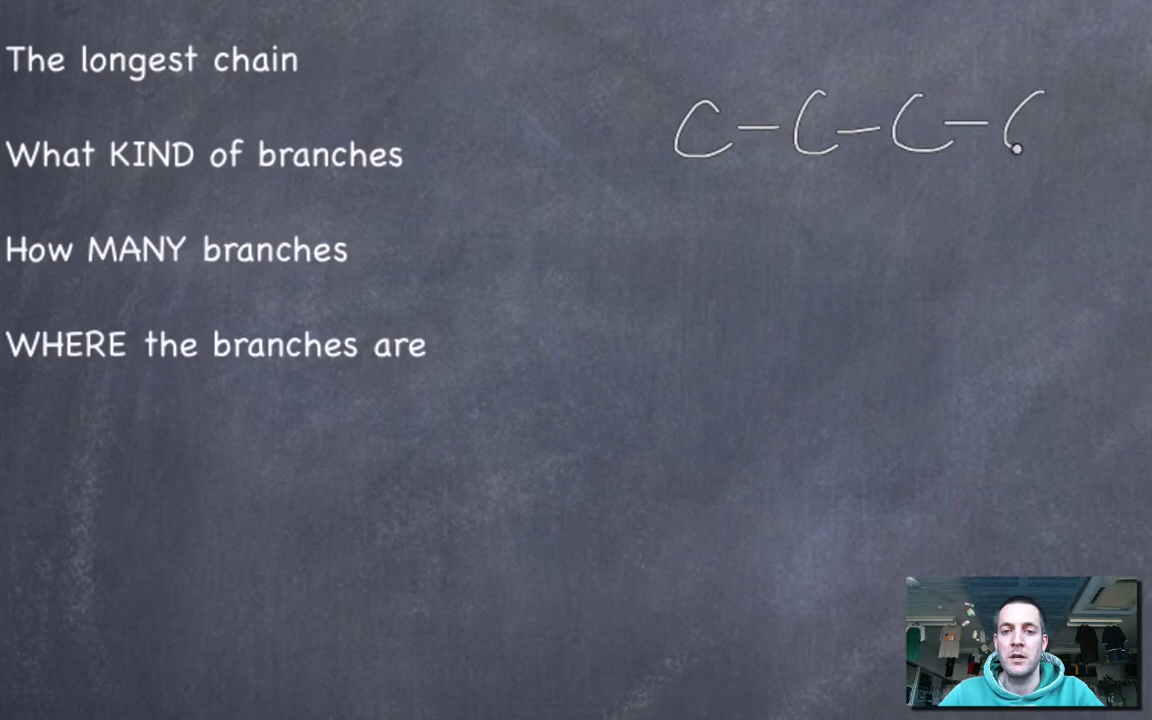 The longest chain
C-C-C-C
What KIND of branches
How MANY branches
WHERE the branches are